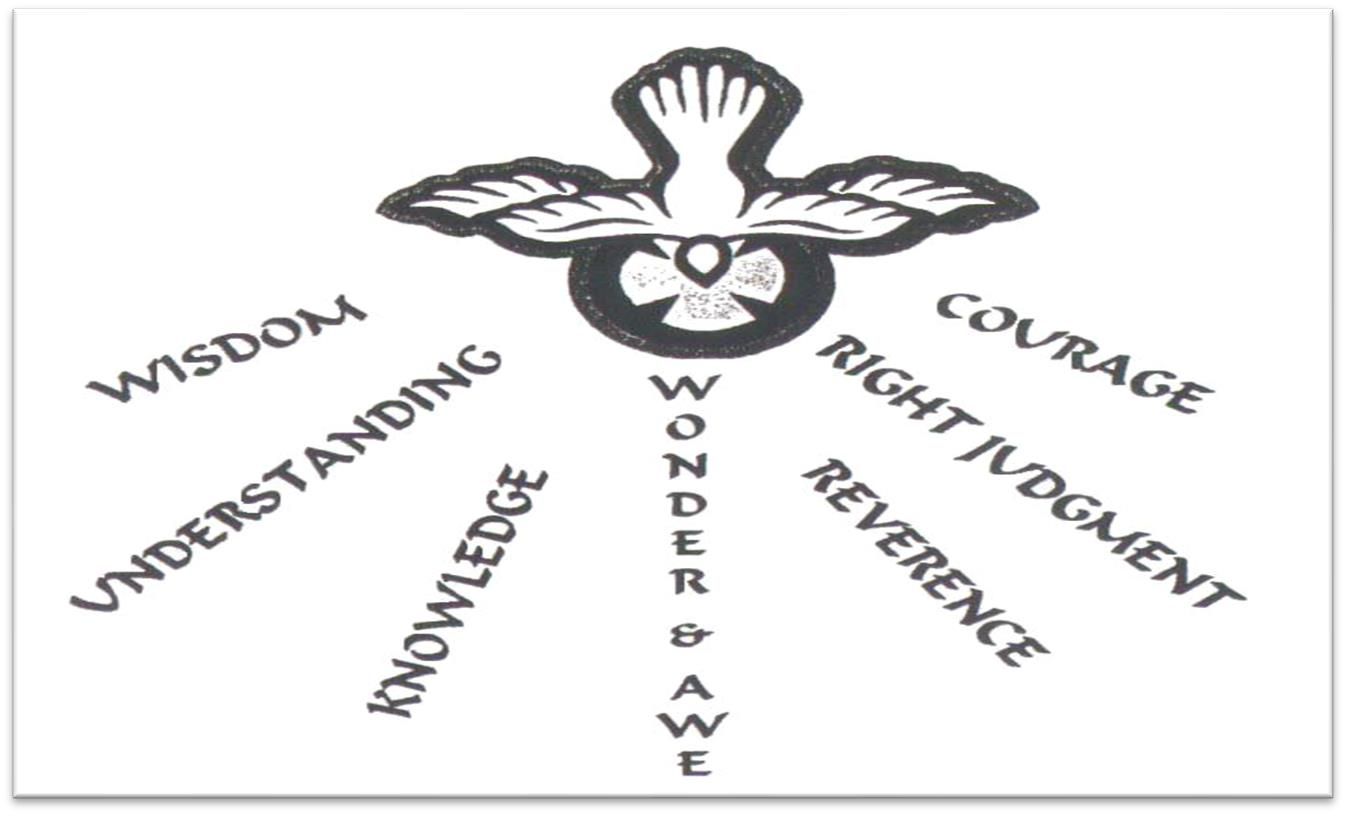 WISDOM
UNDERSTANDING
KNOWLEDGE
WONDER & AWE
REVERENCE
RIGHT JUDGMENT
COURAGE